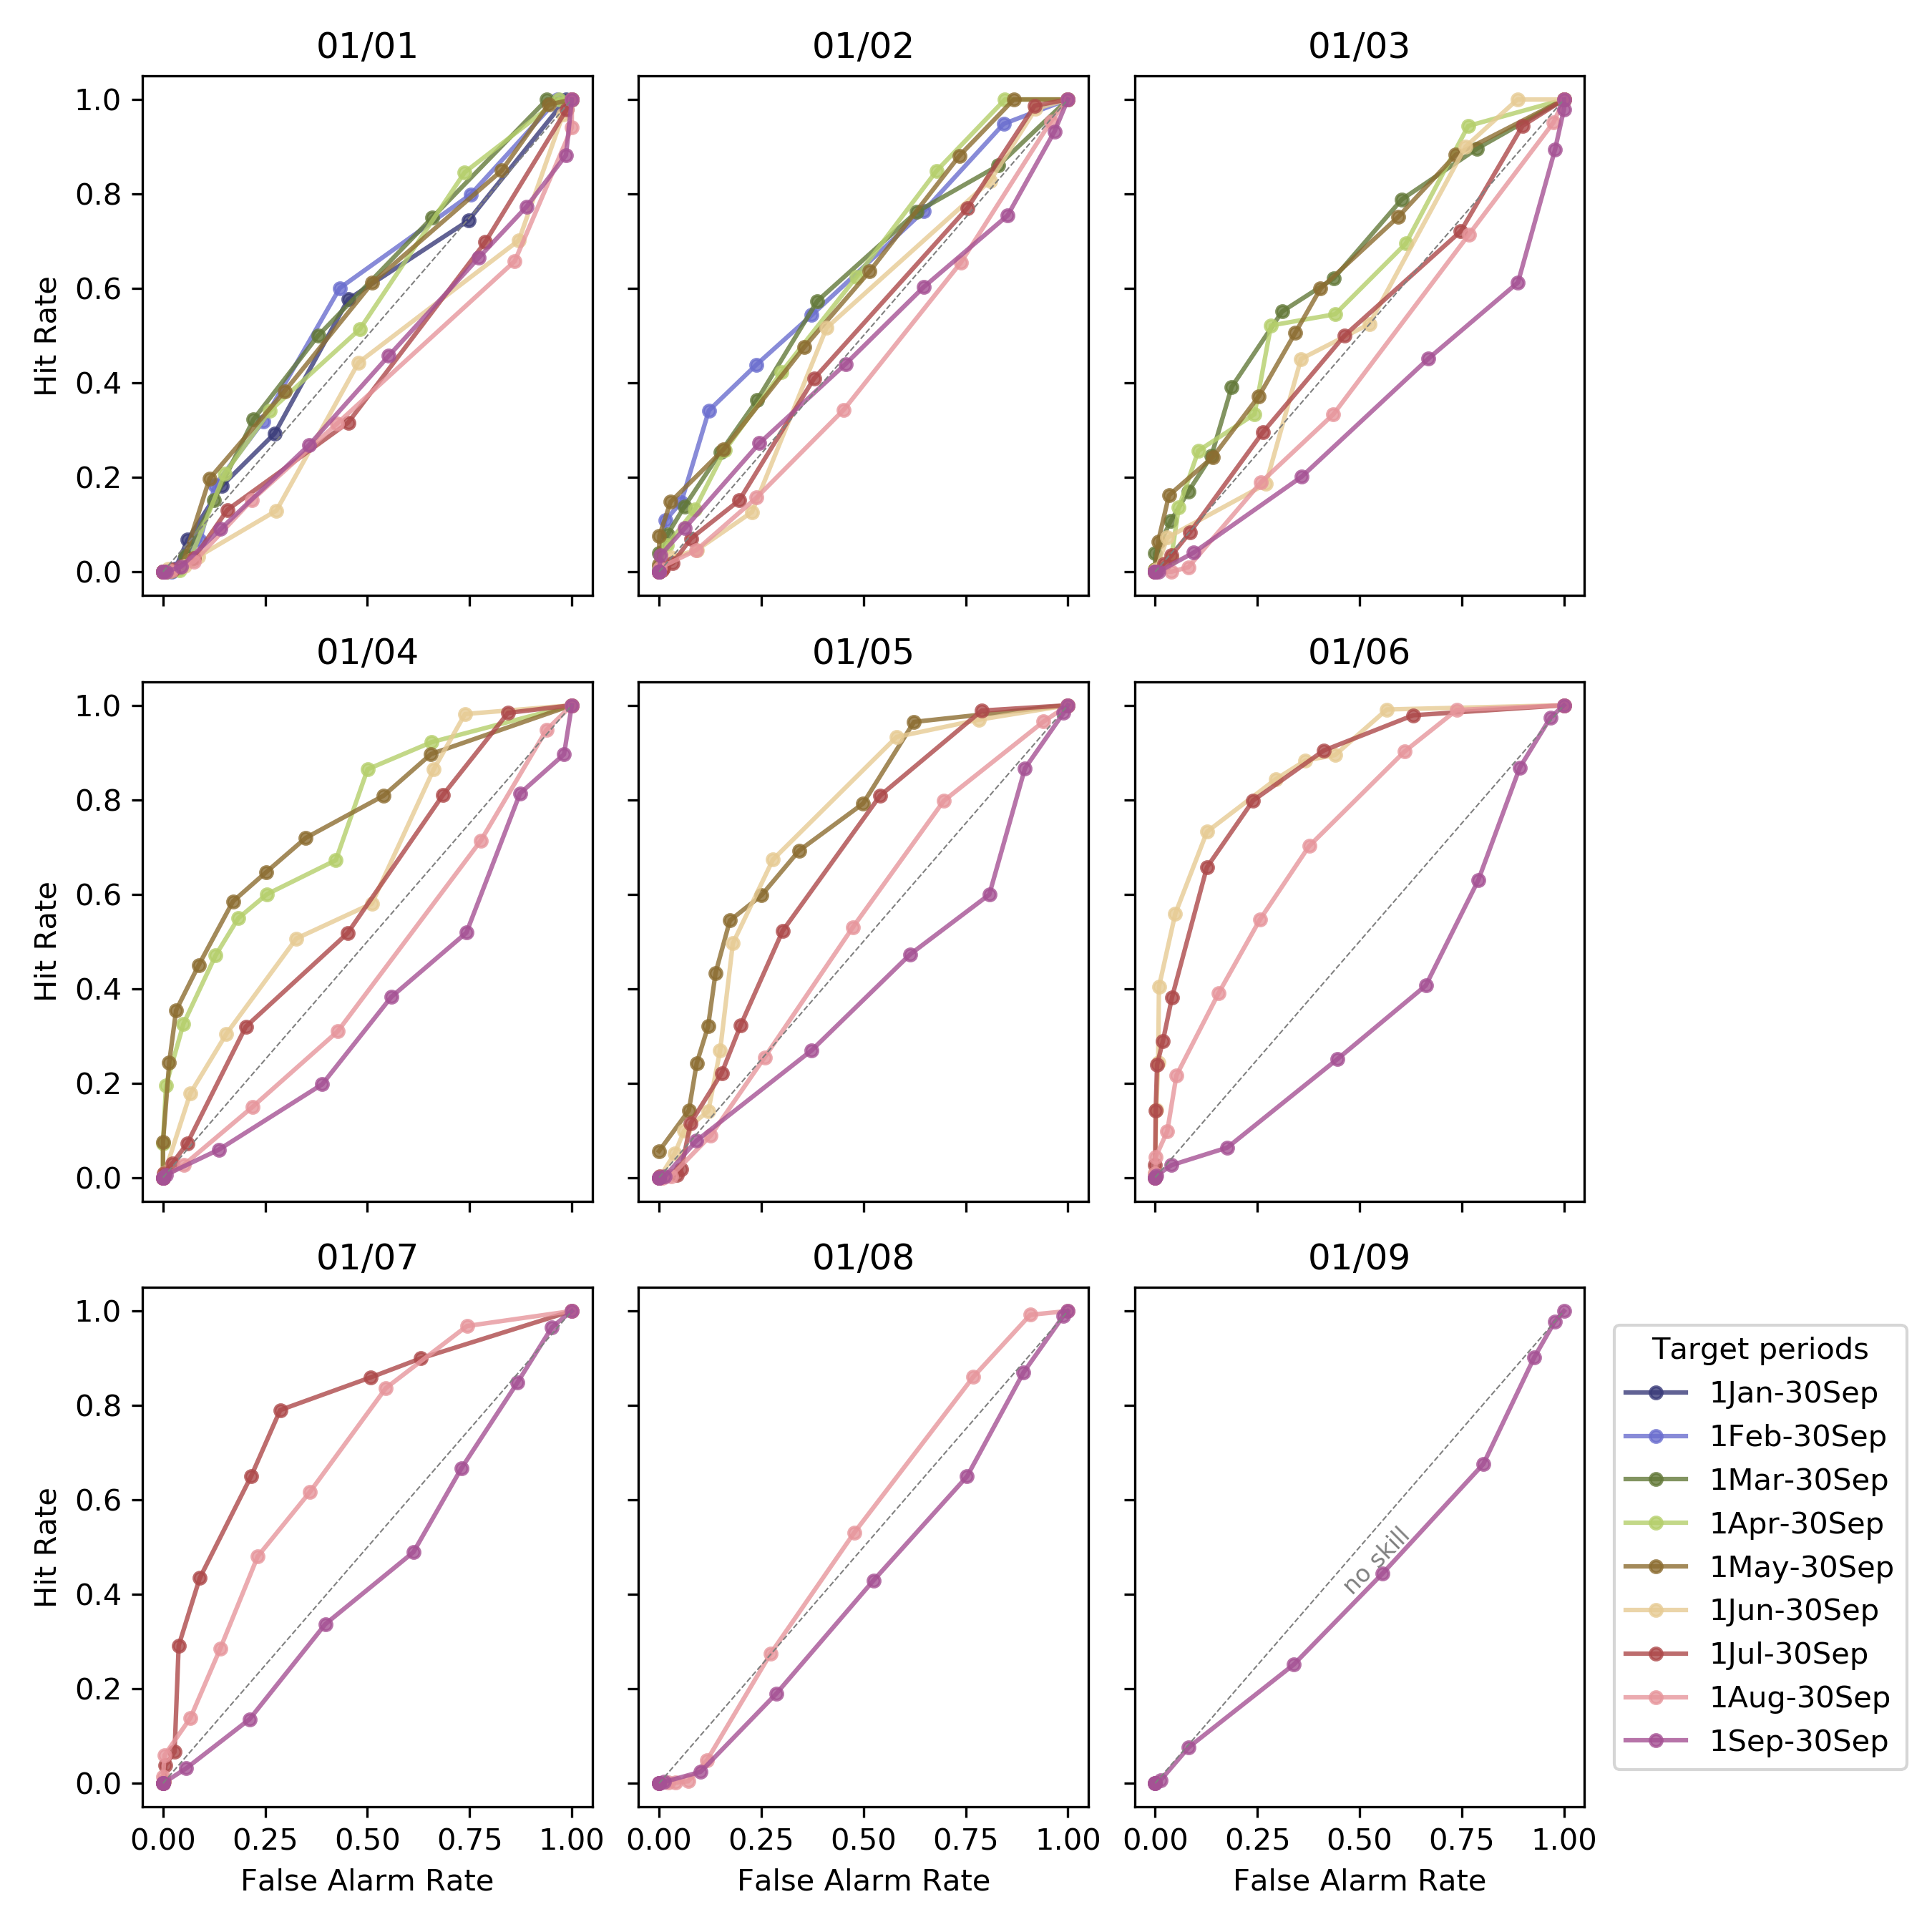 01/01
01/02
01/03
1.0
0.8
0.6
0.4
0.2
0.0
Hit Rate
01/04
01/05
01/06
1.0
0.8
0.6
0.4
0.2
0.0
Hit Rate
01/07
01/08
01/09
1.0
0.8
0.6
0.4
0.2
0.0
Hit Rate
no skill
0.00 0.25 0.50 0.75 1.00
0.00 0.25 0.50 0.75 1.00
0.00 0.25 0.50 0.75 1.00
False Alarm Rate
False Alarm Rate
False Alarm Rate
Target periods
1Jan-30Sep
1Feb-30Sep
1Mar-30Sep
1Apr-30Sep
1May-30Sep
1Jun-30Sep
1Jul-30Sep
1Aug-30Sep
1Sep-30Sep